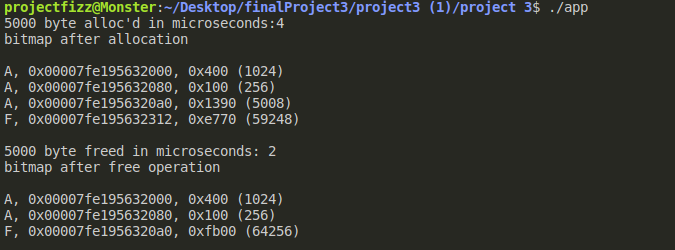 projectfizz@Monster:~/Desktop/finalProject3/project3 (1)/project 3$ ./app
5000 byte alloc'd in microseconds:4
bitmap after allocation
A, 0x00007fe195632000, 0x400 (1024)
A, 0x00007fe195632080, 0x100 (256)
A, 0x00007fe1956320a0, 0x1390 (5008)
F, 0x00007fe195632312, 0xe770 (59248)
5000 byte freed in microseconds: 2
bitmap after free operation
A, 0x00007fe195632000, 0x400 (1024)
A, 0x00007fe195632080, 0x100 (256)
F, 0x00007fe1956320a0, 0xfb00 (64256)